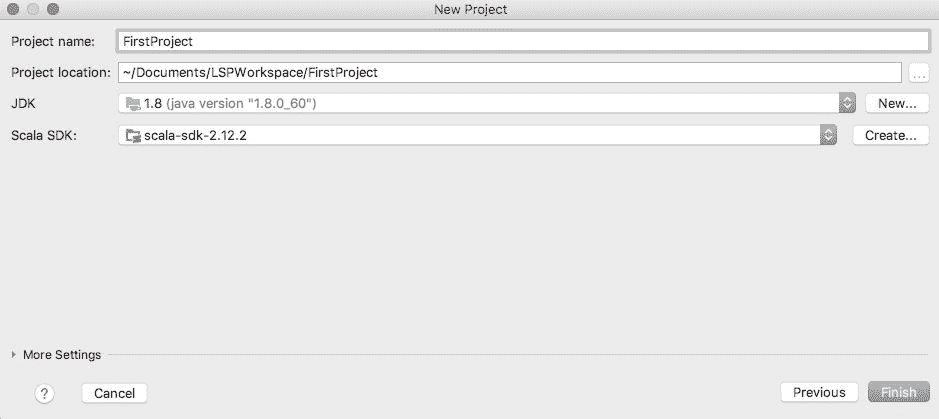 New Project
Project name: FirstProject
Project location: ~/Documents/LSPWorkspace/FirstProject ...
JDK 1.8 (java version "1.8.0_60") New...
Scala SDK: scala-sdk-2.12.2 Create...
More Settings
? Cancel Previous Finish